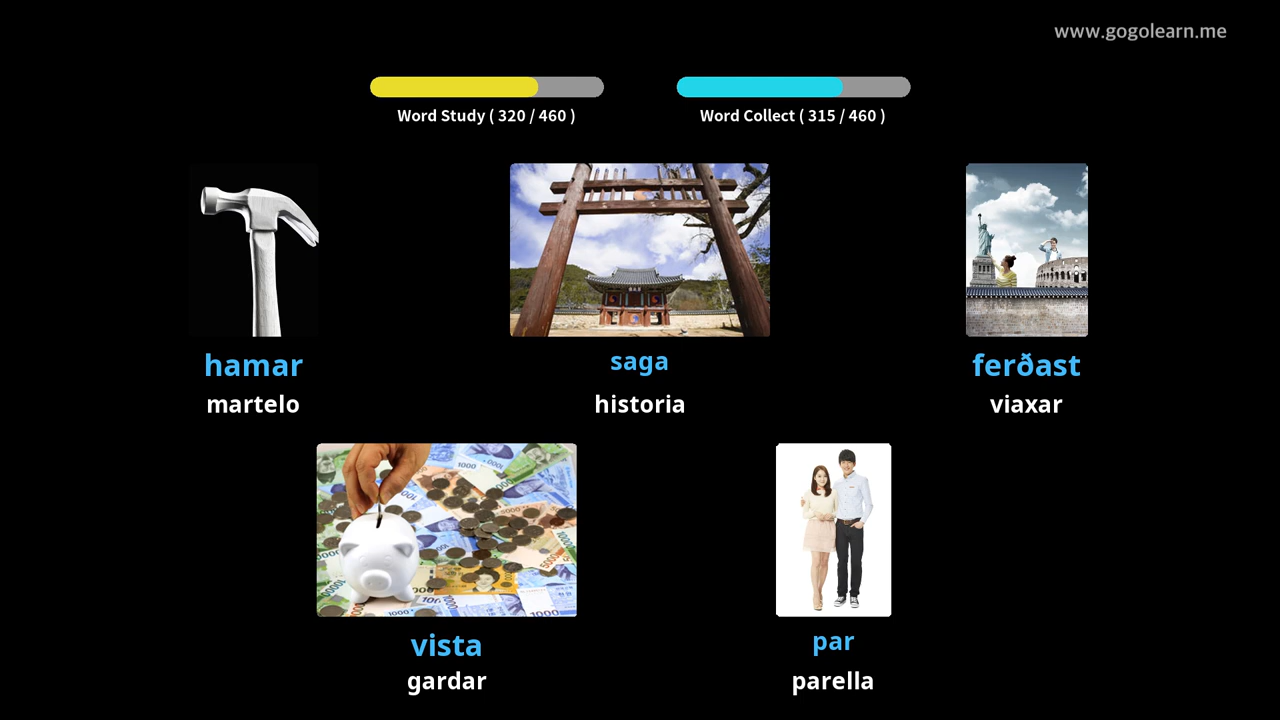 www.gogolearn.me
Word Study ( 320 / 460 )
Word Collect ( 315 / 460 )
hamar
martelo
saga
historia
ferðast
viaxar
vista
gardar
par
parella